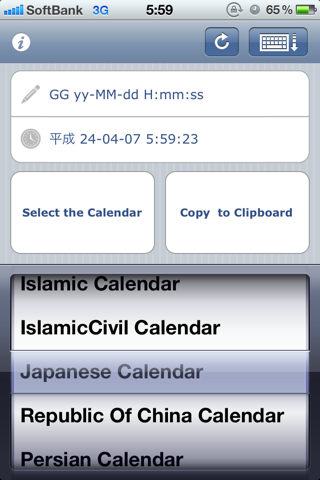 SoftBank 3G 5:59 65%
GG yy-MM-dd H:mm:ss
平成 24-04-07 5:59:23
Select the Calendar
Copy to Clipboard
Islamic Calendar
IslamicCivil Calendar
Japanese Calendar
Republic Of China Calendar
Persian Calendar